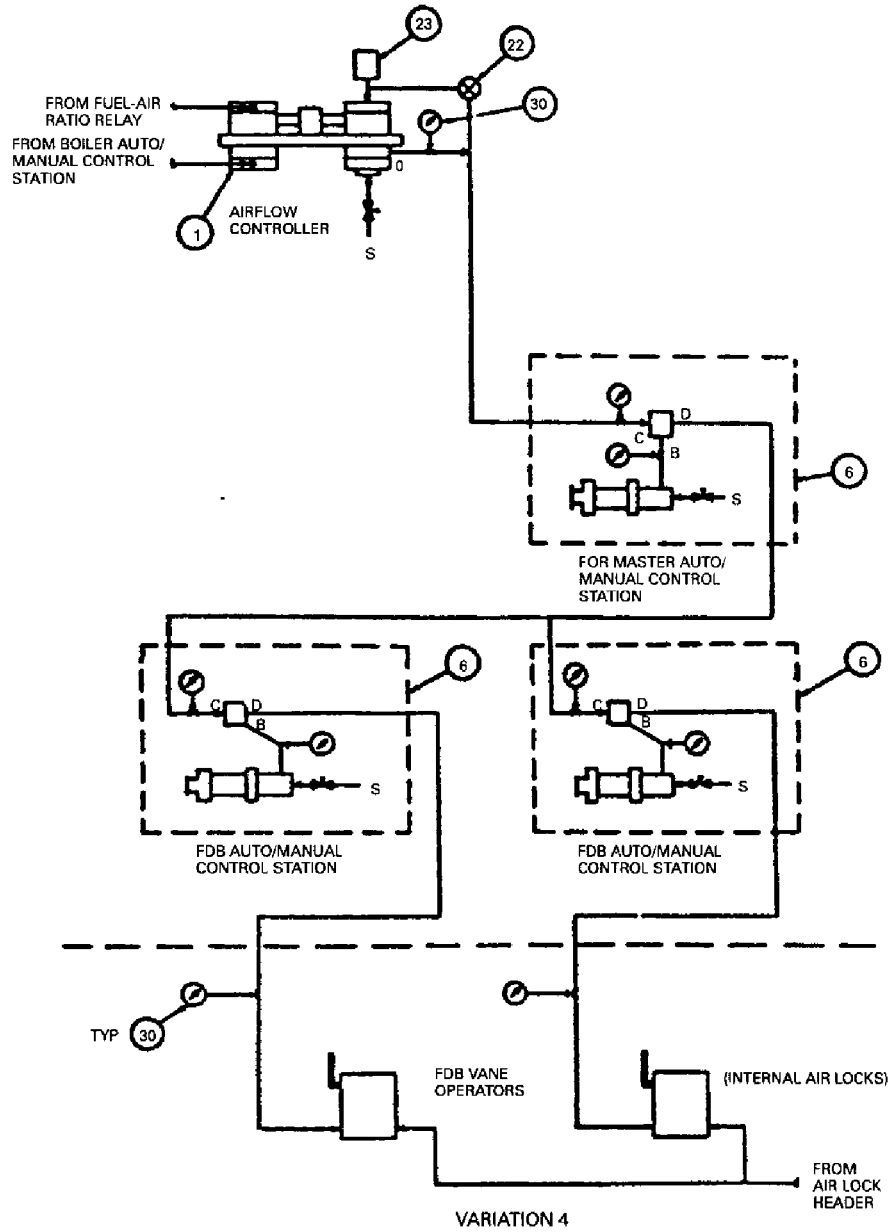 23
22
30
FROM FUEL-AIR
RATIO RELAY
FROM BOILER AUTO/
MANUAL CONTROL
STATION
0
1
AIRFLOW
CONTROLLER
S
D
C
B
6
S
FOR MASTER AUTO/
MANUAL CONTROL
STATION
6
6
C
D
B
C
D
B
S
S
FDB AUTO/MANUAL
CONTROL STATION
FDB AUTO/MANUAL
CONTROL STATION
TYP
30
FDB VANE
OPERATORS
(INTERNAL AIR LOCKS)
FROM
AIR LOCK
HEADER
VARIATION 4